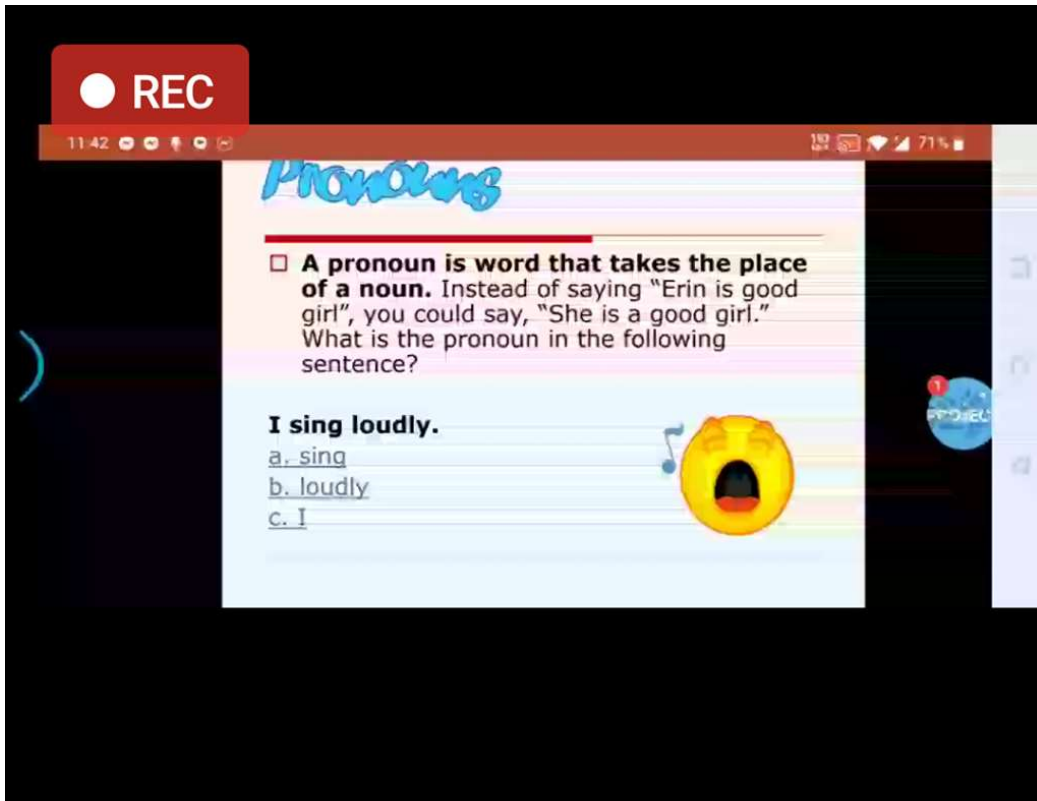 REC
11:42
71%
Pronouns
A pronoun is word that takes the place
of a noun. Instead of saying “Erin is good
girl”, you could say, “She is a good girl.”
What is the pronoun in the following
sentence?
1
I sing loudly.
a. sing
b. loudly
c. I